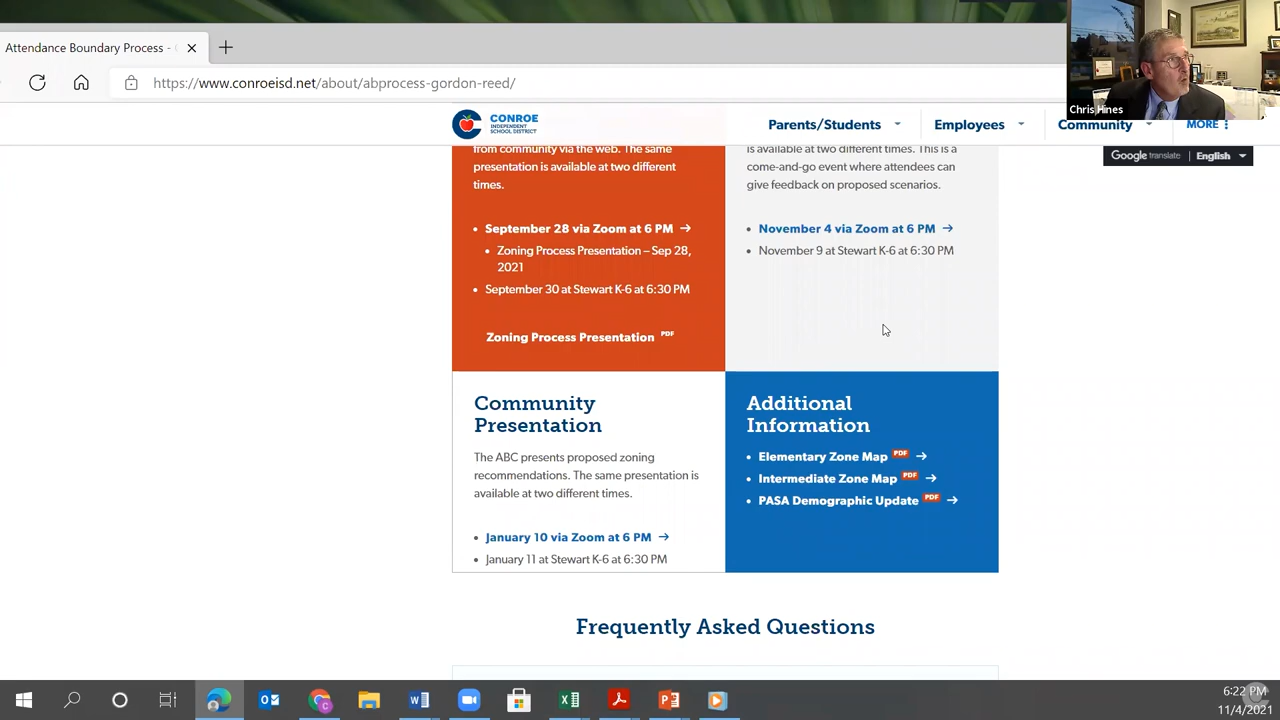 Attendance Boundary Process -
https://www.conroeisd.net/about/abprocess-gordon-reed/
Chris Hines
CONROE
INDEPENDENT
SCHOOL DISTRICT
Parents/Students
Employees
Community
MORE
Google translate | English
from community via the web. The same
presentation is available at two different
times.
• September 28 via Zoom at 6 PM →
• Zoning Process Presentation – Sep 28,
2021
• September 30 at Stewart K-6 at 6:30 PM
Zoning Process Presentation PDF
is available at two different times. This is a
come-and-go event where attendees can
give feedback on proposed scenarios.
• November 4 via Zoom at 6 PM →
• November 9 at Stewart K-6 at 6:30 PM
Community
Presentation
The ABC presents proposed zoning
recommendations. The same presentation is
available at two different times.
• January 10 via Zoom at 6 PM →
• January 11 at Stewart K-6 at 6:30 PM
Additional
Information
• Elementary Zone Map PDF →
• Intermediate Zone Map PDF →
• PASA Demographic Update PDF →
Frequently Asked Questions
6:22 PM
11/4/2021